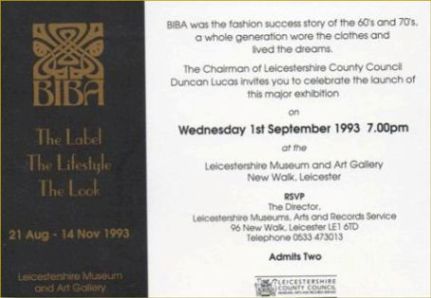 BIBA
The Label
The Lifestyle
The Look
21 Aug - 14 Nov 1993
Leicestershire Museum
and Art Gallery
BIBA was the fashion success story of the 60's and 70's,
a whole generation wore the clothes and
lived the dreams.
The Chairman of Leicestershire County Council
Duncan Lucas invites you to celebrate the launch of
this major exhibition
on
Wednesday 1st September 1993 7.00pm
at the
Leicestershire Museum and Art Gallery
New Walk, Leicester
RSVP
The Director,
Leicestershire Museums, Arts and Records Service
96 New Walk, Leicester LE1 6TD
Telephone 0533 473013
Admits Two
LEICESTERSHIRE
COUNTY COUNCIL